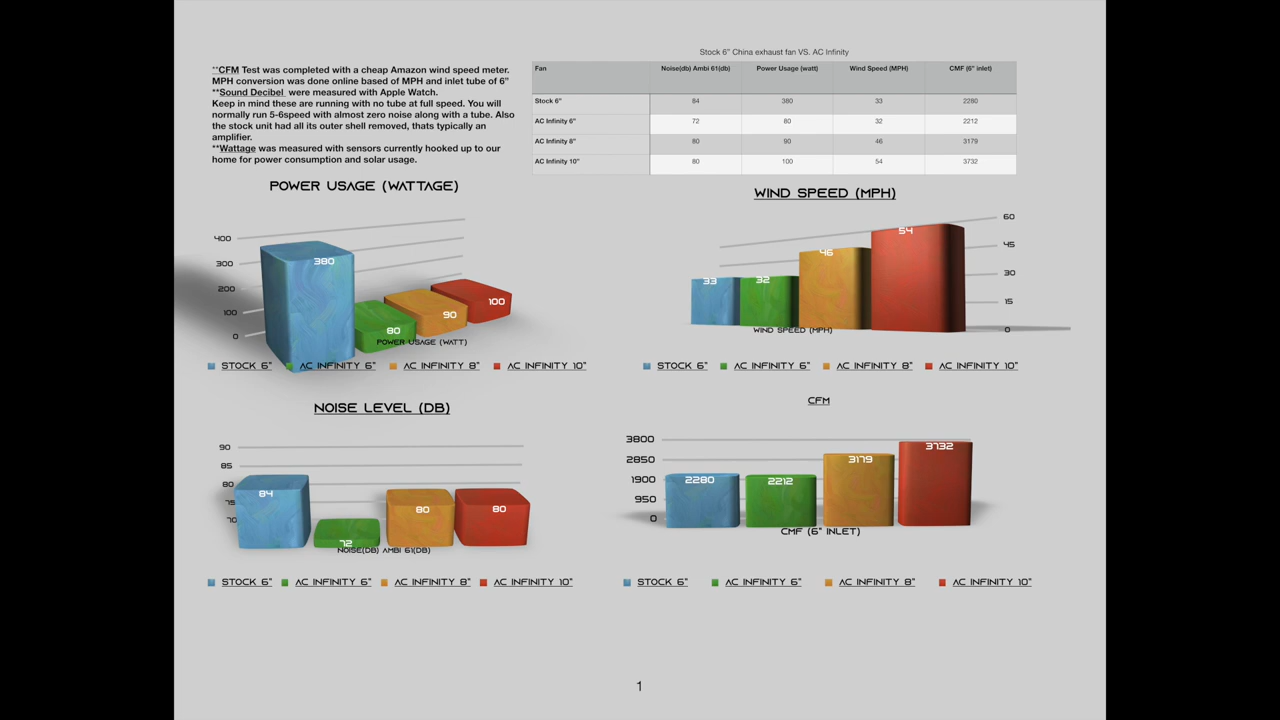 Stock 6" China exhaust fan VS. AC Infinity
**CFM Test was completed with a cheap Amazon wind speed meter.
MPH conversion was done online based of MPH and inlet tube of 6"
**Sound Decibel were measured with Apple Watch.
Keep in mind these are running with no tube at full speed. You will
normally run 5-6speed with almost zero noise along with a tube. Also
the stock unit had all its outer shell removed, thats typically an
amplifier.
**Wattage was measured with sensors currently hooked up to our
home for power consumption and solar usage.
Fan Noise(db) Ambi 61(db) Power Usage (watt) Wind Speed (MPH) CMF (6" inlet)
Stock 6" 84 380 33 2280
AC Infinity 6" 72 80 32 2212
AC Infinity 8" 80 90 46 3179
AC Infinity 10" 80 100 54 3732
POWER USAGE (WATTAGE)
400
300
200
100
0
380
80
90
100
POWER USAGE (WATT)
STOCK 6" AC INFINITY 6" AC INFINITY 8" AC INFINITY 10"
WIND SPEED (MPH)
60
45
30
15
0
33
32
46
54
WIND SPEED (MPH)
STOCK 6" AC INFINITY 6" AC INFINITY 8" AC INFINITY 10"
NOISE LEVEL (DB)
90
85
80
75
70
84
72
80
80
NOISE(DB) AMBI 61(DB)
STOCK 6" AC INFINITY 6" AC INFINITY 8" AC INFINITY 10"
CFM
3800
2850
1900
950
0
2280
2212
3179
3732
CMF (6" INLET)
STOCK 6" AC INFINITY 6" AC INFINITY 8" AC INFINITY 10"
1